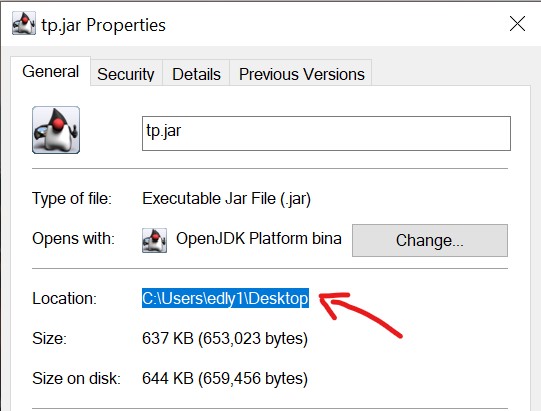 tp.jar Properties
General Security Details Previous Versions
tp.jar
Type of file: Executable Jar File (.jar)
Opens with: OpenJDK Platform bina Change...
Location: C:\Users\edly1\Desktop
Size: 637 KB (653,023 bytes)
Size on disk: 644 KB (659,456 bytes)